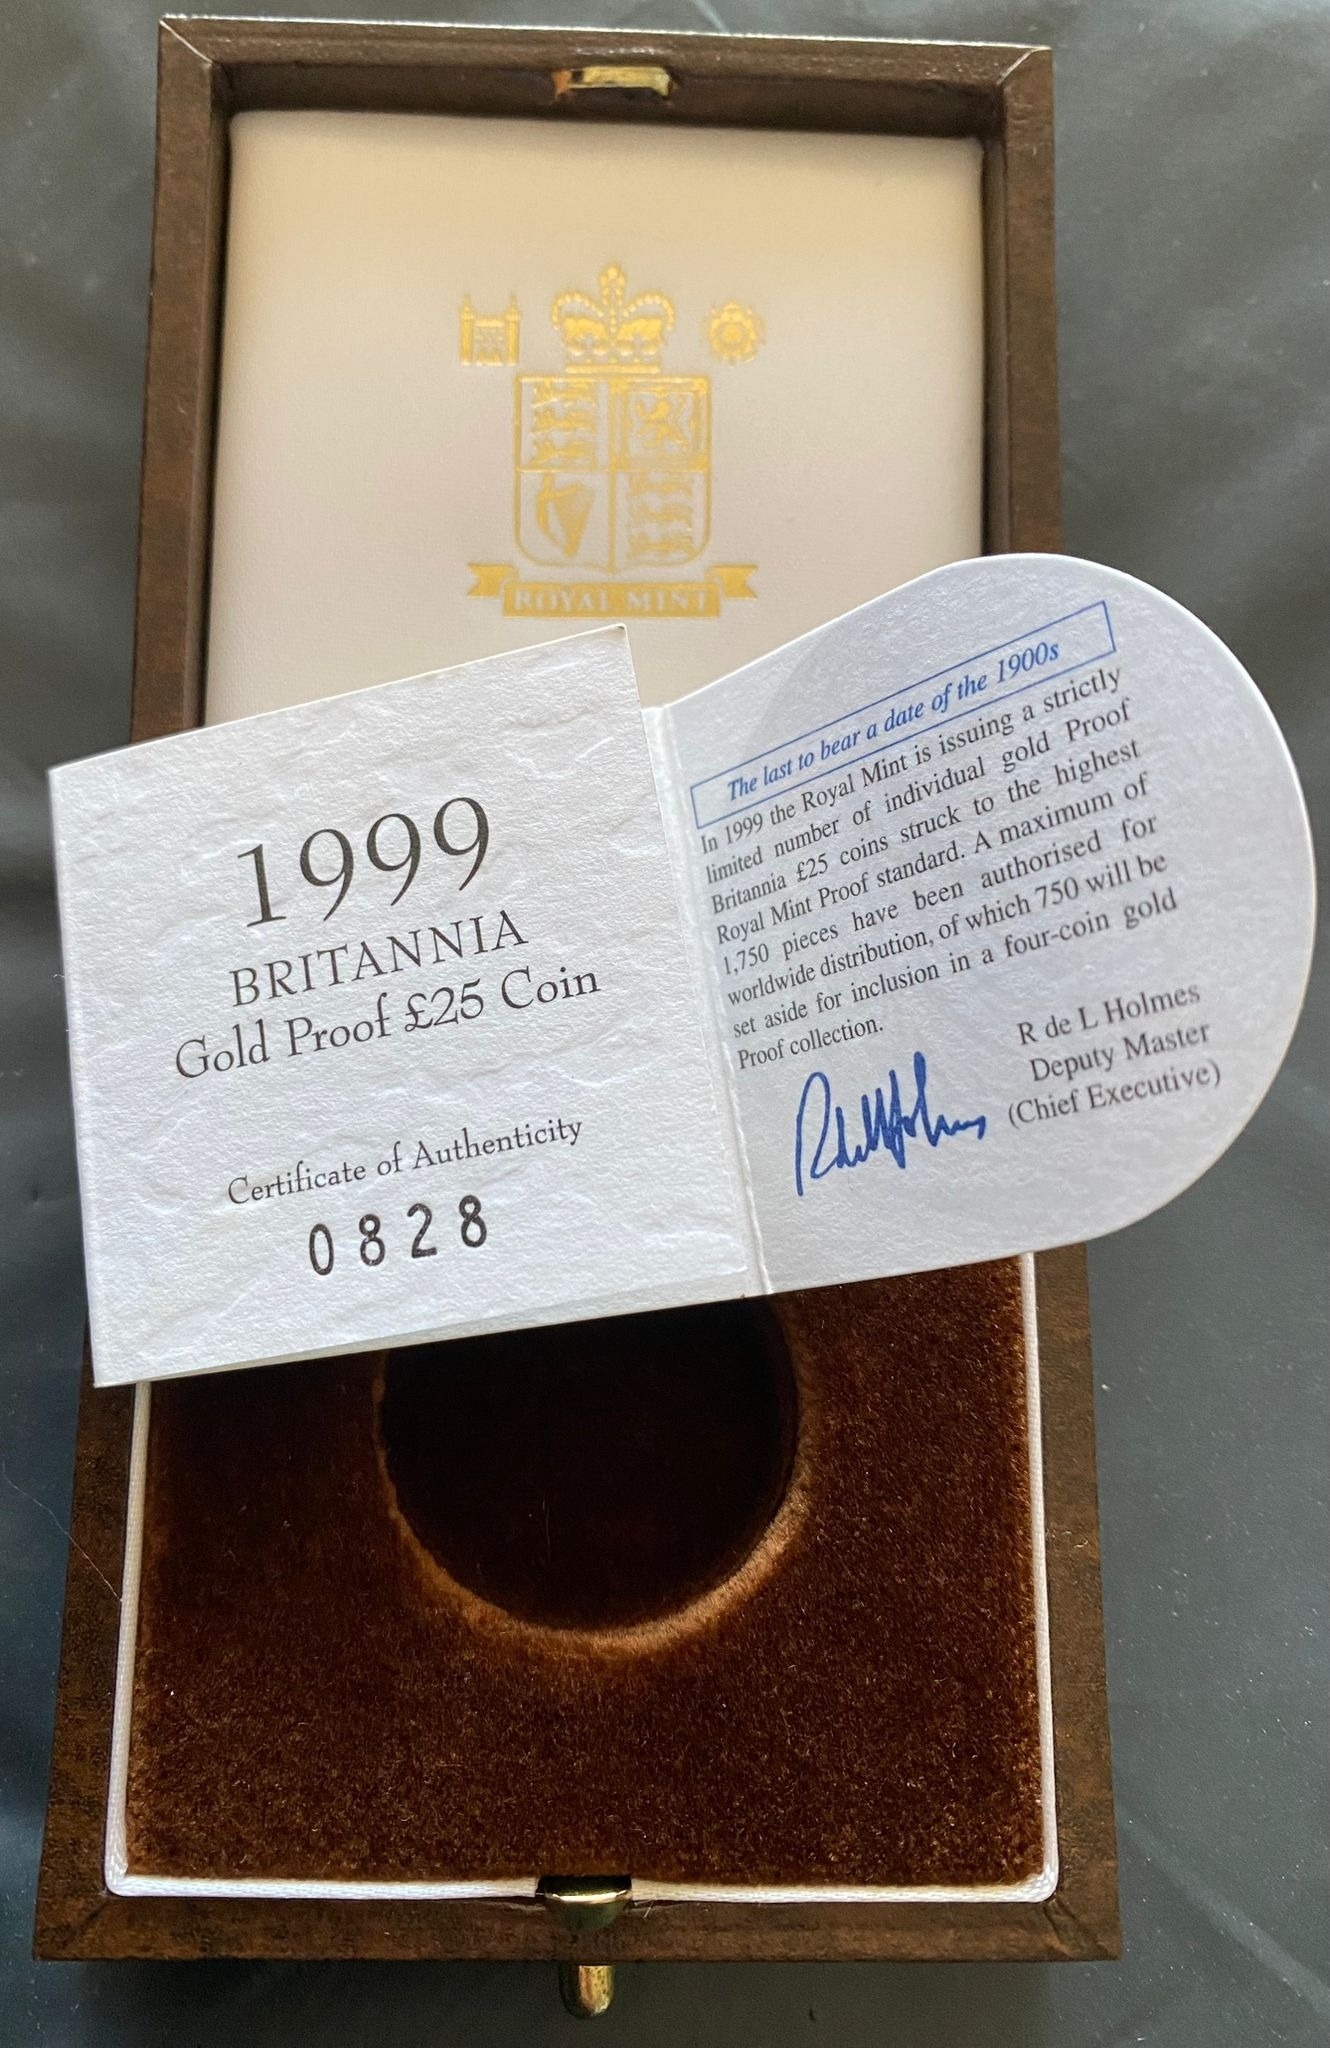 ROYAL MINT
1999
BRITANNIA
Gold Proof £25 Coin
Certificate of Authenticity
0828
The last to bear a date of the 1900s
In 1999 the Royal Mint is issuing a strictly
limited number of individual gold Proof
Britannia £25 coins struck to the highest
Royal Mint Proof standard. A maximum of
1,750 pieces have been authorised for
worldwide distribution, of which 750 will be
set aside for inclusion in a four-coin gold
Proof collection.
R de L Holmes
Deputy Master
(Chief Executive)